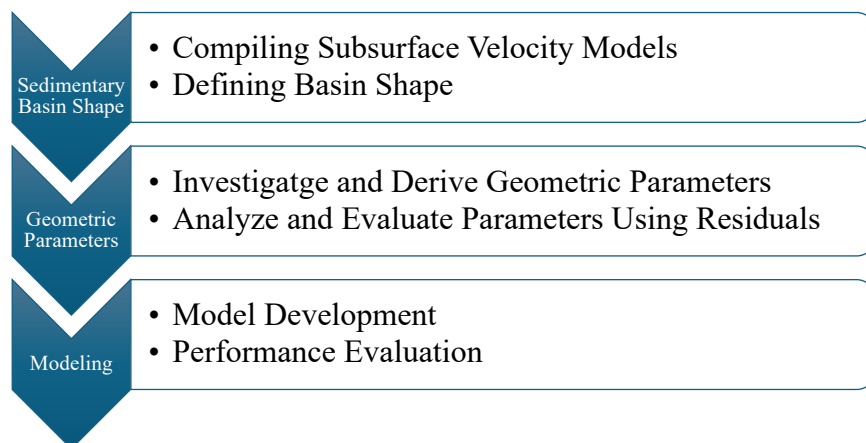 Sedimentary
Basin Shape
• Compiling Subsurface Velocity Models
• Defining Basin Shape
Geometric
Parameters
• Investigatge and Derive Geometric Parameters
• Analyze and Evaluate Parameters Using Residuals
Modeling
• Model Development
• Performance Evaluation